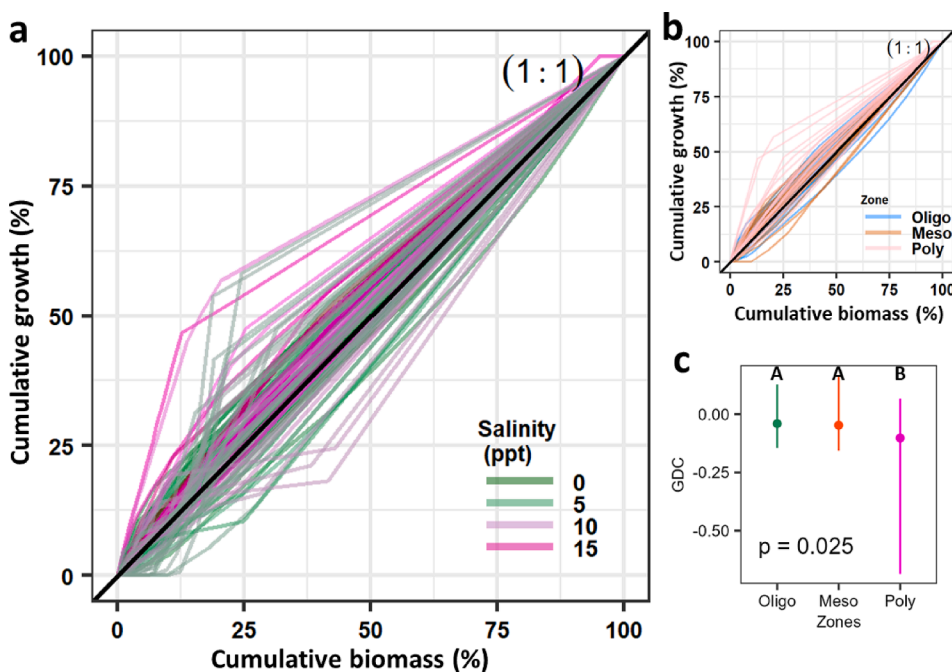 a
Cumulative growth (%)
100
75
50
25
0
(1 : 1)
Salinity
(ppt)
0
5
10
15
0 25 50 75 100
Cumulative biomass (%)
b
Cumulative growth (%)
100
75
50
25
0
(1 : 1)
Zone
Oligo
Meso
Poly
0 25 50 75 100
Cumulative biomass (%)
c
A A B
GDC
0.00
-0.25
-0.50
p = 0.025
Oligo Meso Poly
Zones